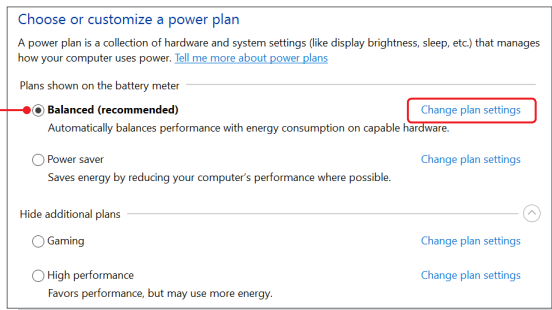 Choose or customize a power plan
A power plan is a collection of hardware and system settings (like display brightness, sleep, etc.) that manages
how your computer uses power. Tell me more about power plans
Plans shown on the battery meter
Balanced (recommended) Change plan settings
Automatically balances performance with energy consumption on capable hardware.
Power saver Change plan settings
Saves energy by reducing your computer's performance where possible.
Hide additional plans
Gaming Change plan settings
High performance Change plan settings
Favors performance, but may use more energy.